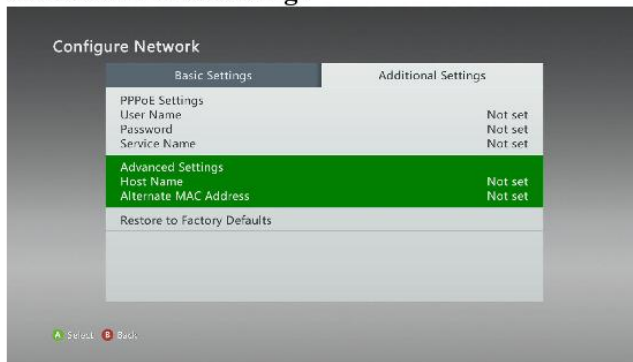 Configure Network
Basic Settings Additional Settings
PPPoE Settings
User Name Not set
Password Not set
Service Name Not set
Advanced Settings
Host Name Not set
Alternate MAC Address Not set
Restore to Factory Defaults
A Select B Back